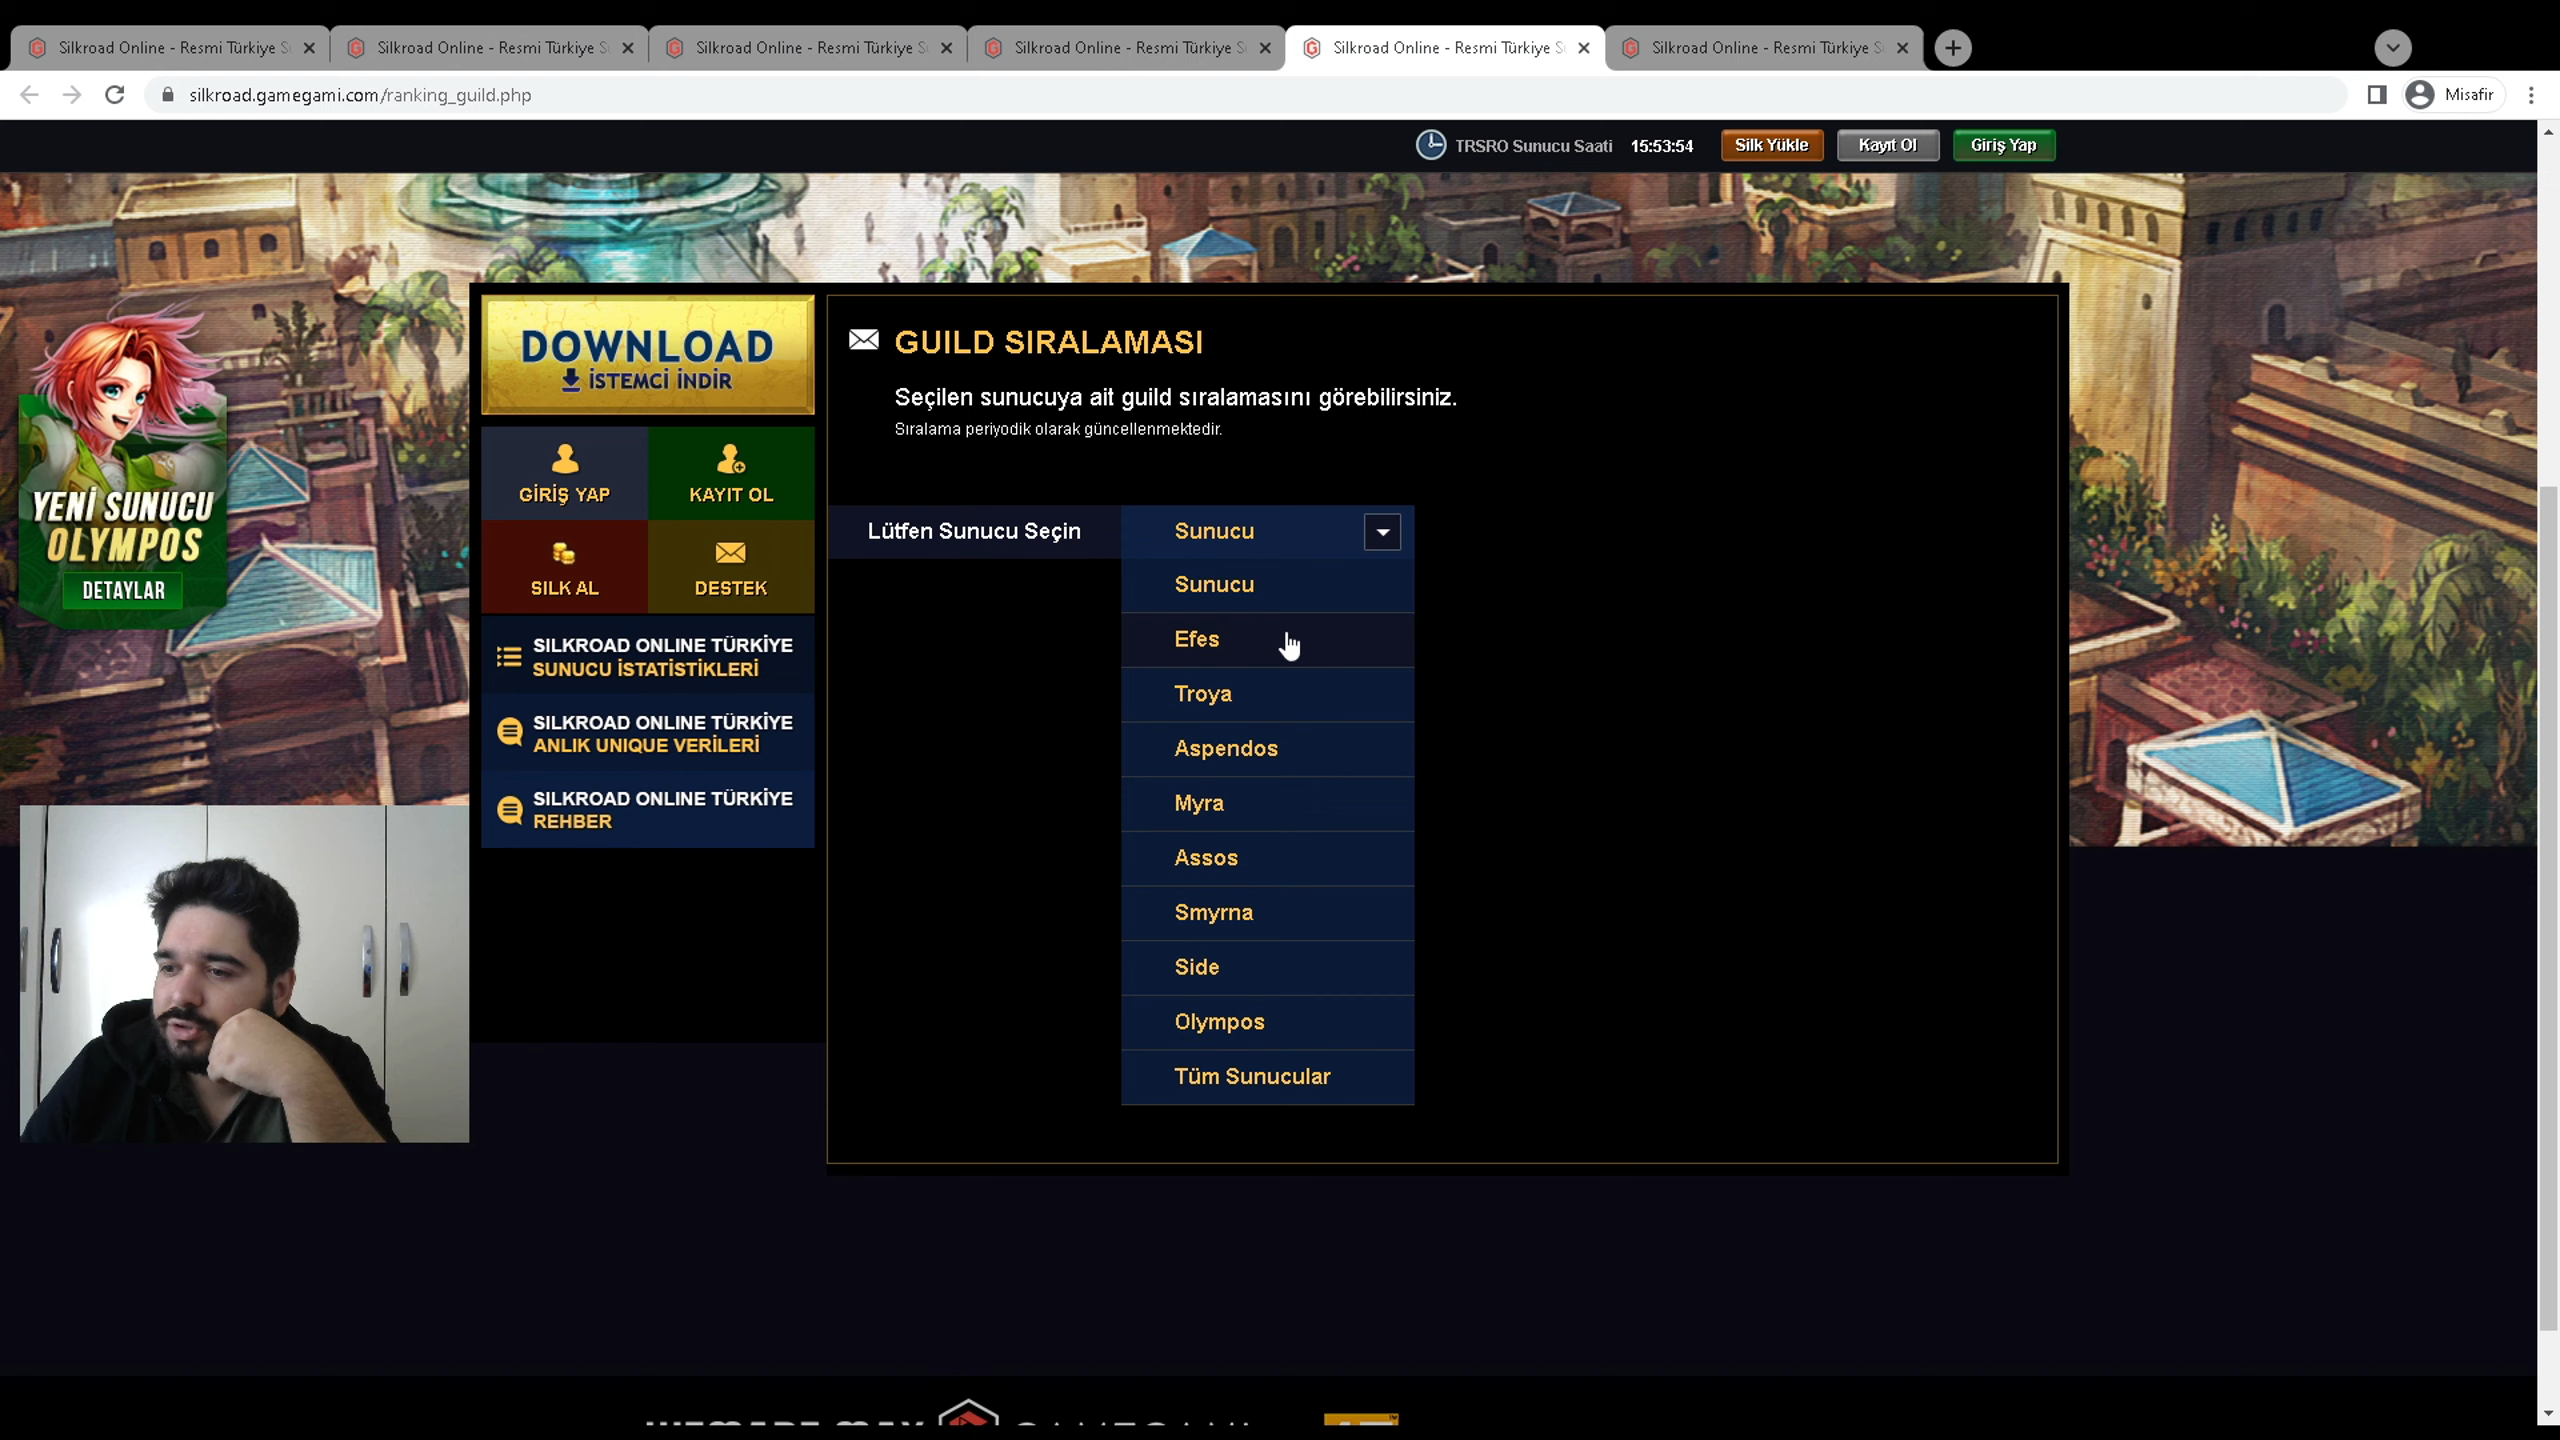 Silkroad Online - Resmi Türkiye S
Silkroad Online - Resmi Türkiye S
Silkroad Online - Resmi Türkiye S
Silkroad Online - Resmi Türkiye S
Silkroad Online - Resmi Türkiye S
Silkroad Online - Resmi Türkiye S
silkroad.gamegami.com/ranking_guild.php
Misafir
TRSRO Sunucu Saati 15:53:54
Silk Yükle
Kayıt Ol
Giriş Yap
YENİ SUNUCU
OLYMPOS
DETAYLAR
DOWNLOAD
İSTEMCİ İNDİR
GİRİŞ YAP
KAYIT OL
SILK AL
DESTEK
SILKROAD ONLINE TÜRKİYE
SUNUCU İSTATİSTİKLERİ
SILKROAD ONLINE TÜRKİYE
ANLIK UNIQUE VERİLERİ
SILKROAD ONLINE TÜRKİYE
REHBER
GUILD SIRALAMASI
Seçilen sunucuya ait guild sıralamasını görebilirsiniz.
Sıralama periyodik olarak güncellenmektedir.
Lütfen Sunucu Seçin
Sunucu
Sunucu
Efes
Troya
Aspendos
Myra
Assos
Smyrna
Side
Olympos
Tüm Sunucular